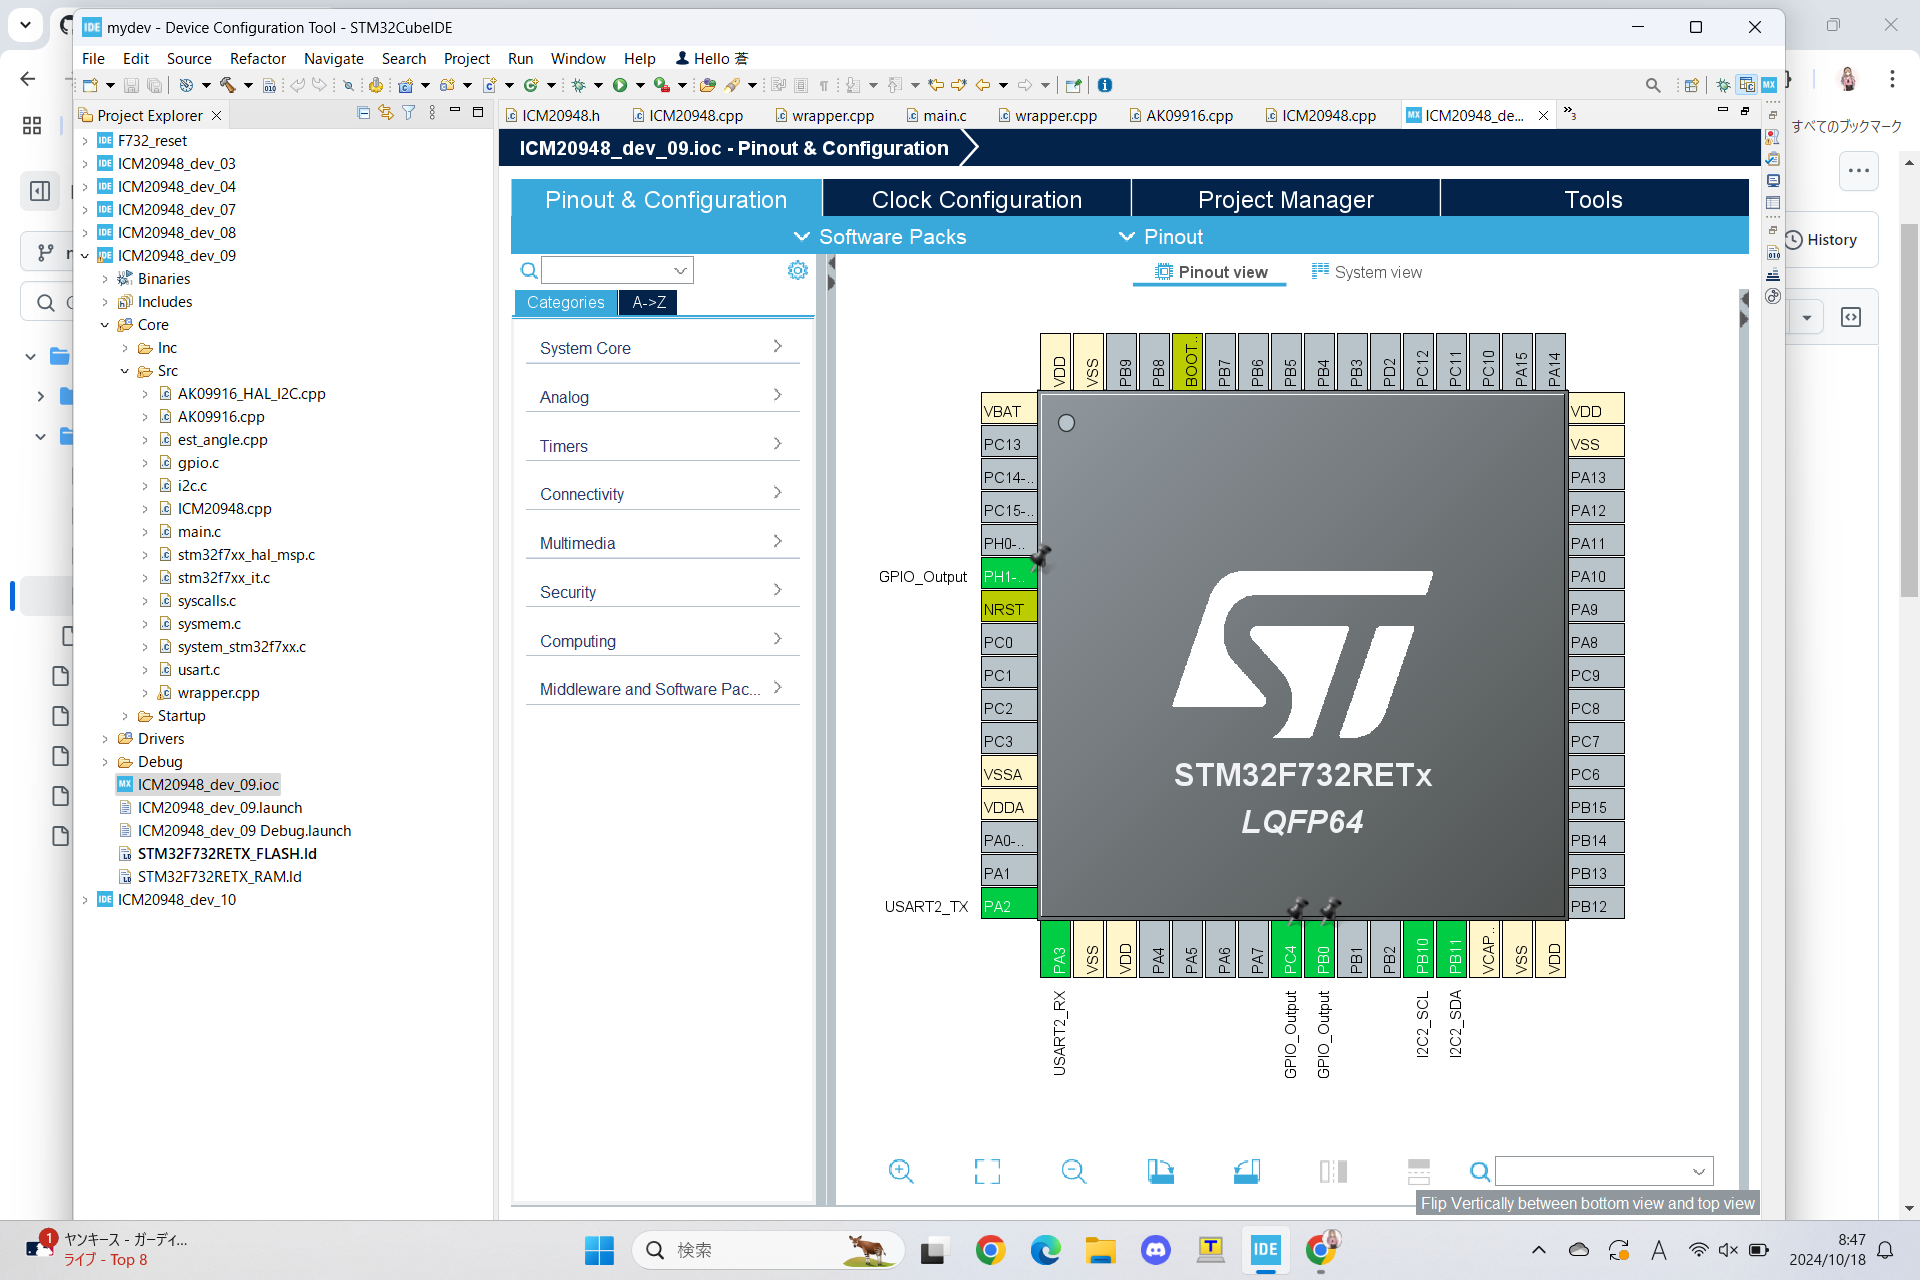 mydev - Device Configuration Tool - STM32CubeIDE
File Edit Source Refactor Navigate Search Project Run Window Help Hello 蒼
Project Explorer
ICM20948.h ICM20948.cpp wrapper.cpp main.c wrapper.cpp AK09916.cpp ICM20948.cpp ICM20948_de... 3
すべてのブックマーク
F732_reset
ICM20948_dev_03
ICM20948_dev_04
ICM20948_dev_07
ICM20948_dev_08
ICM20948_dev_09
Binaries
Includes
Core
Inc
Src
AK09916_HAL_I2C.cpp
AK09916.cpp
est_angle.cpp
gpio.c
i2c.c
ICM20948.cpp
main.c
stm32f7xx_hal_msp.c
stm32f7xx_it.c
syscalls.c
sysmem.c
system_stm32f7xx.c
usart.c
wrapper.cpp
Startup
Drivers
Debug
ICM20948_dev_09.ioc
ICM20948_dev_09.launch
ICM20948_dev_09 Debug.launch
STM32F732RETX_FLASH.ld
STM32F732RETX_RAM.ld
ICM20948_dev_10
ICM20948_dev_09.ioc - Pinout & Configuration
Pinout & Configuration Clock Configuration Project Manager Tools
Software Packs Pinout
Categories A->Z
System Core
Analog
Timers
Connectivity
Multimedia
Security
Computing
Middleware and Software Pac...
Pinout view System view
History
VDD VSS PB9 PB8 BOOT... PB7 PB6 PB5 PB4 PB3 PD2 PC12 PC11 PC10 PA15 PA14
VBAT
PC13
PC14-..
PC15-..
PH0-..
GPIO_Output PH1-..
NRST
PC0
PC1
PC2
PC3
VSSA
VDDA
PA0-..
PA1
USART2_TX PA2
STM32F732RETx
LQFP64
VDD
VSS
PA13
PA12
PA11
PA10
PA9
PA8
PC9
PC8
PC7
PC6
PB15
PB14
PB13
PB12
PA3 VSS VDD PA4 PA5 PA6 PA7 PC4 PB0 PB1 PB2 PB10 PB11 VCAP.. VSS VDD
USART2_RX GPIO_Output GPIO_Output I2C2_SCL I2C2_SDA
Flip Vertically between bottom view and top view
1
ヤンキース - ガーディ...
ライブ - Top 8
検索
IDE
A
8:47
2024/10/18